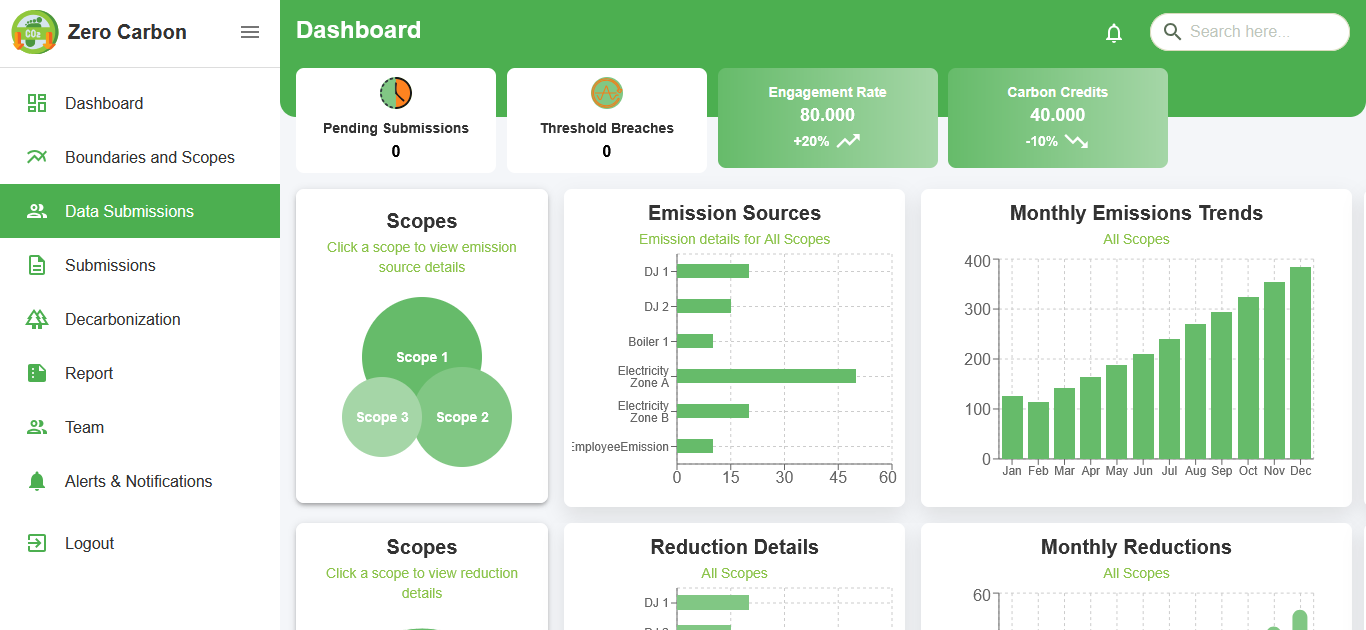 CO2
Zero Carbon
Dashboard
Boundaries and Scopes
Data Submissions
Submissions
Decarbonization
Report
Team
Alerts & Notifications
Logout
Dashboard
Search here...
Pending Submissions
0
Threshold Breaches
0
Engagement Rate
80.000
+20%
Carbon Credits
40.000
-10%
Scopes
Click a scope to view emission
source details
Scope 1
Scope 3
Scope 2
Emission Sources
Emission details for All Scopes
DJ 1
DJ 2
Boiler 1
Electricity
Zone A
Electricity
Zone B
EmployeeEmission
0 15 30 45 60
Monthly Emissions Trends
All Scopes
400
300
200
100
0
Jan Feb Mar Apr May Jun Jul Aug Sep Oct Nov Dec
Scopes
Click a scope to view reduction
details
Reduction Details
All Scopes
DJ 1
Monthly Reductions
All Scopes
60